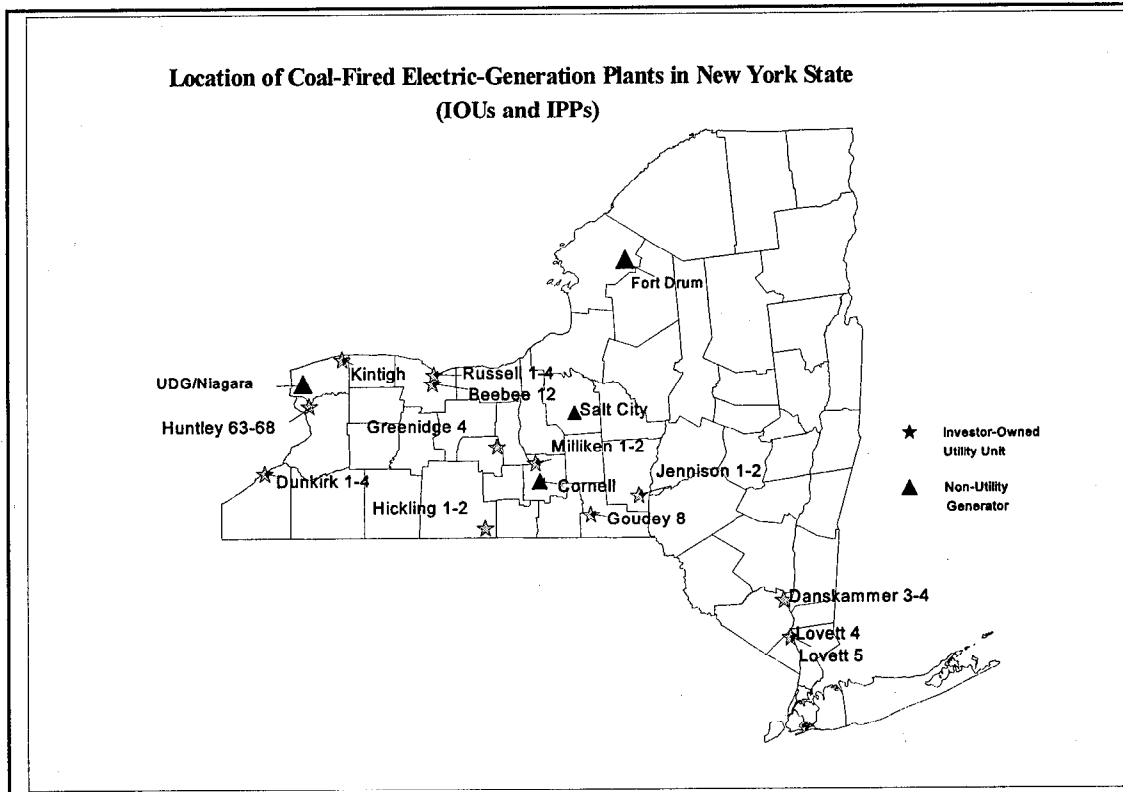 Location of Coal-Fired Electric-Generation Plants in New York State
(IOUs and IPPs)
Fort Drum
Kintigh
Russell 1-4
UDG/Niagara
Beebee 12
Salt City
Huntley 63-68
Greenidge 4
Milliken 1-2
Investor-Owned
Utility Unit
Jennison 1-2
Dunkirk 1-4
Cornell
Non-Utility
Generator
Hickling 1-2
Goudey 8
Danskammer 3-4
Lovett 4
Lovett 5